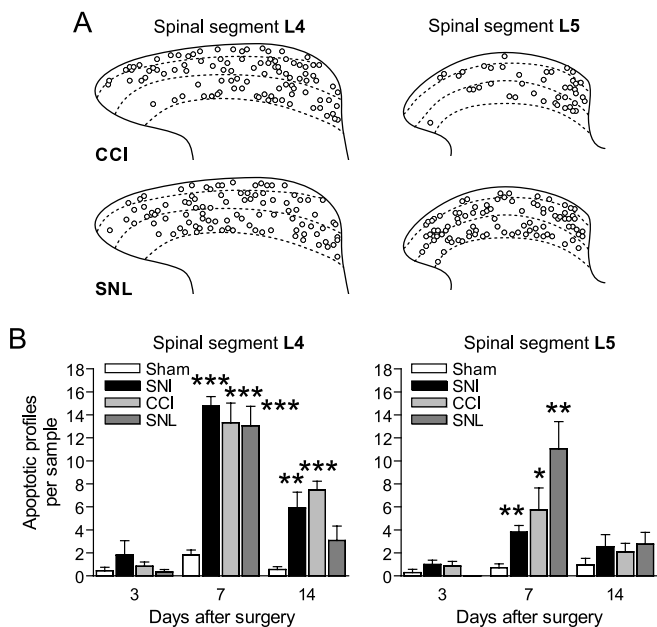 A
Spinal segment L4
Spinal segment L5
CCI
SNL
B
Spinal segment L4
18
16
14
12
10
8
6
4
2
0
Apoptotic profiles
per sample
Sham
SNI
CCI
SNL
***
***
***
**
***
3
7
14
Days after surgery
Spinal segment L5
18
16
14
12
10
8
6
4
2
0
Sham
SNI
CCI
SNL
**
*
**
3
7
14
Days after surgery